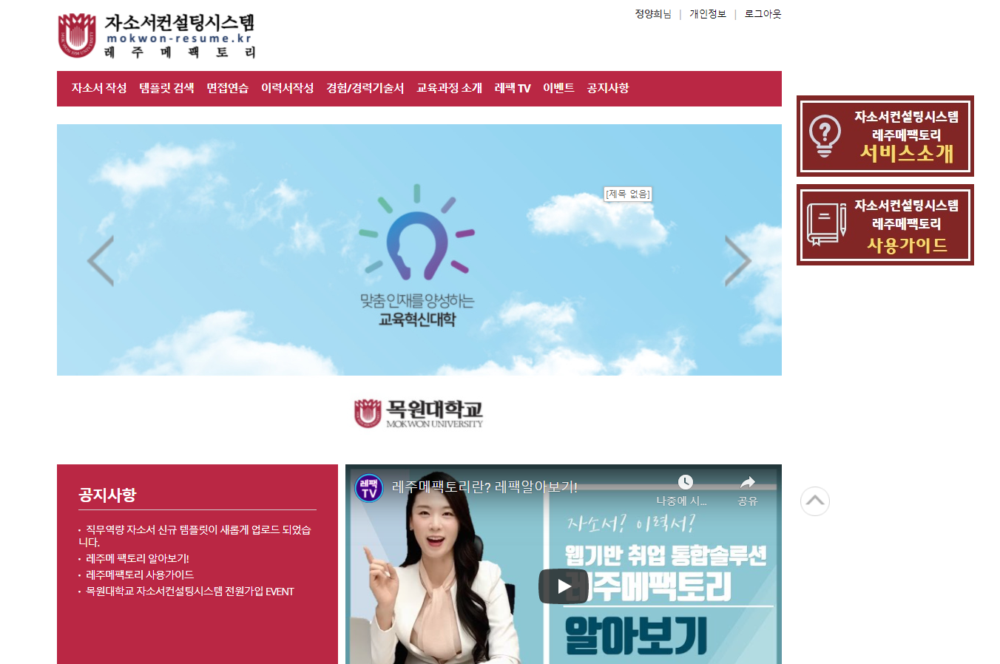 자소서컨설팅시스템
mokwon-resume.kr
레 주 메 팩 토 리
정양희님 | 개인정보 | 로그아웃
자소서 작성 템플릿 검색 면접연습 이력서작성 경험/경력기술서 교육과정 소개 레팩 TV 이벤트 공지사항
자소서컨설팅시스템
레주메팩토리
서비스소개
자소서컨설팅시스템
레주메팩토리
사용가이드
[제목 없음]
맞춤 인재를 양성하는
교육혁신대학
목원대학교
MOKWON UNIVERSITY
공지사항
직무역량 자소서 신규 템플릿이 새롭게 업로드 되었습
니다.
레주메 팩토리 알아보기!
레주메팩토리 사용가이드
목원대학교 자소서컨설팅시스템 전원가입 EVENT
레팩
TV
레주메팩토리란? 레팩알아보기!
나중에 시...
공유
자소서? 이력서?
웹기반 취업 통합솔루션
레주메팩토리
알아보기